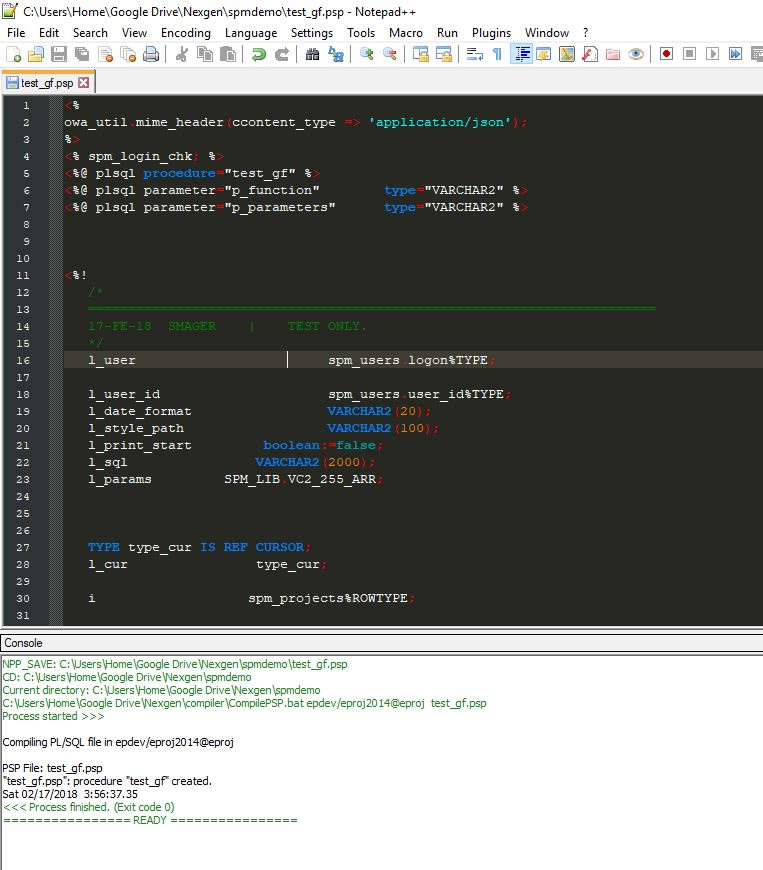 C:\Users\Home\Google Drive\Nexgen\spmdemo\test_gf.psp - Notepad++
File Edit Search View Encoding Language Settings Tools Macro Run Plugins Window ?
test_gf.psp
1 <%
2 owa_util.mime_header(ccontent_type => 'application/json');
3 %>
4 <% spm_login_chk; %>
5 <%@ plsql procedure="test_gf" %>
6 <%@ plsql parameter="p_function" type="VARCHAR2" %>
7 <%@ plsql parameter="p_parameters" type="VARCHAR2" %>
8
9
10
11 <%!
12 /*
13 =======================================================================
14 17-FE-18 SMAGER | TEST ONLY.
15 */
16 l_user spm_users.logon%TYPE;
17
18 l_user_id spm_users.user_id%TYPE;
19 l_date_format VARCHAR2(20);
20 l_style_path VARCHAR2(100);
21 l_print_start boolean:=false;
22 l_sql VARCHAR2(2000);
23 l_params SPM_LIB.VC2_255_ARR;
24
25
26
27 TYPE type_cur IS REF CURSOR;
28 l_cur type_cur;
29
30 i spm_projects%ROWTYPE;
31
Console
NPP_SAVE: C:\Users\Home\Google Drive\Nexgen\spmdemo\test_gf.psp
CD: C:\Users\Home\Google Drive\Nexgen\spmdemo
Current directory: C:\Users\Home\Google Drive\Nexgen\spmdemo
C:\Users\Home\Google Drive\Nexgen\compiler\CompilePSP.bat epdev/eproj2014@eproj test_gf.psp
Process started >>>
Compiling PL/SQL file in epdev/eproj2014@eproj
PSP File: test_gf.psp
"test_gf.psp": procedure "test_gf" created.
Sat 02/17/2018 3:56:37.35
<<< Process finished. (Exit code 0)
================ READY ================